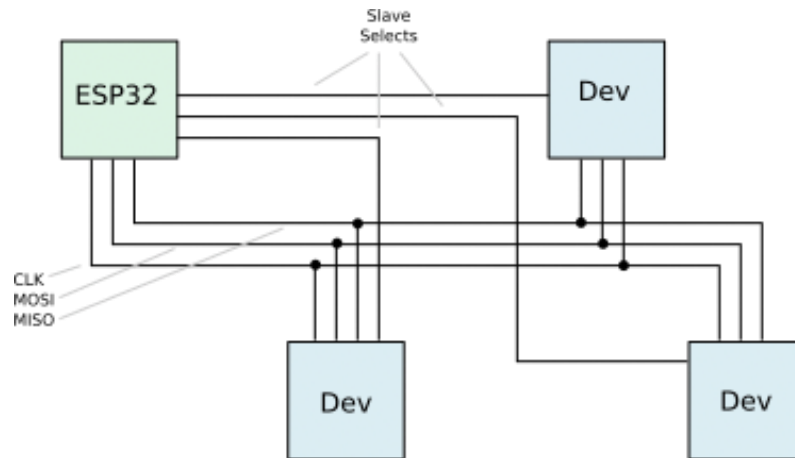 Slave
Selects
ESP32
Dev
CLK
MOSI
MISO
Dev
Dev